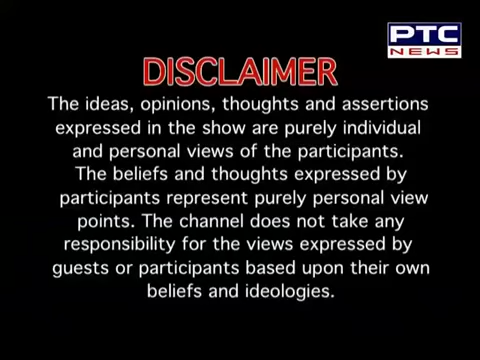 PTC
NEWS
DISCLAIMER
The ideas, opinions, thoughts and assertions
expressed in the show are purely individual
and personal views of the participants.
The beliefs and thoughts expressed by
participants represent purely personal view
points. The channel does not take any
responsibility for the views expressed by
guests or participants based upon their own
beliefs and ideologies.